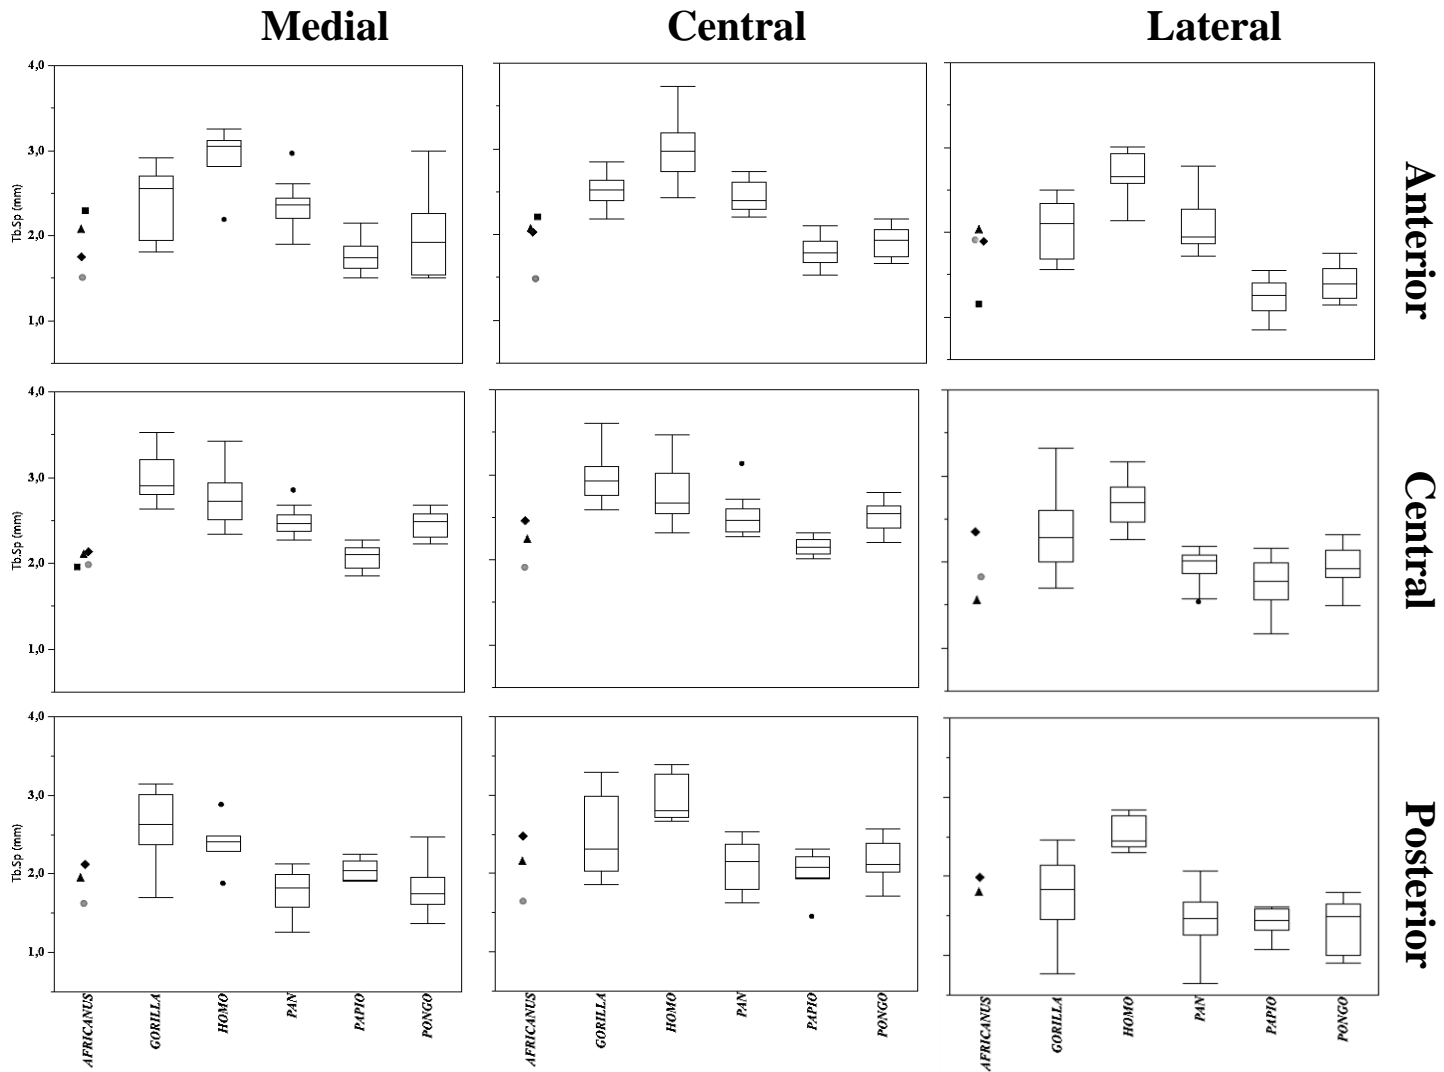 Medial Central Lateral
4,0
3,0
2,0
1,0
Tb.Sp (mm)
Anterior
4,0
3,0
2,0
1,0
Tb.Sp (mm)
Central
4,0
3,0
2,0
1,0
Tb.Sp (mm)
Posterior
AFRICANUS GORILLA HOMO PAN PAPIO PONGO
AFRICANUS GORILLA HOMO PAN PAPIO PONGO
AFRICANUS GORILLA HOMO PAN PAPIO PONGO